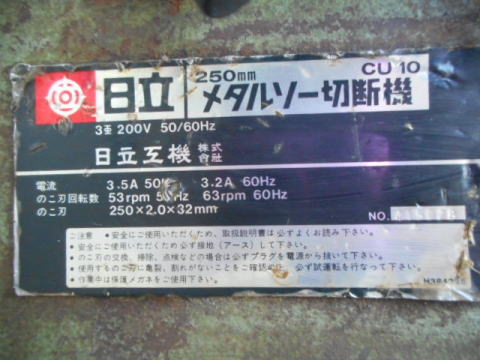 日立 250mm CU 10
メタルソー切断機
3亜 200V 50/60Hz
日立互機 株式会社
電流 3.5A 50 3.2A 60Hz
のこ刃回転数 53rpm 50Hz 63rpm 60Hz
のこ刃 250×2.0×32mm
NO.
ご注意 ●安全にご使用いただくため、取扱説明書は必ずよくお読み下さい。
●安全にご使用いただくため必ず接地（アース）して下さい。
●のこ刃の交換、掃除、点検などの場合は必ずプラグを電源から抜いて下さい。
●使用するのこ刃に亀裂、割れがないことをご確認の上 必ず試運転を行なって下さい。
●作業中は保護メガネをご使用下さい。